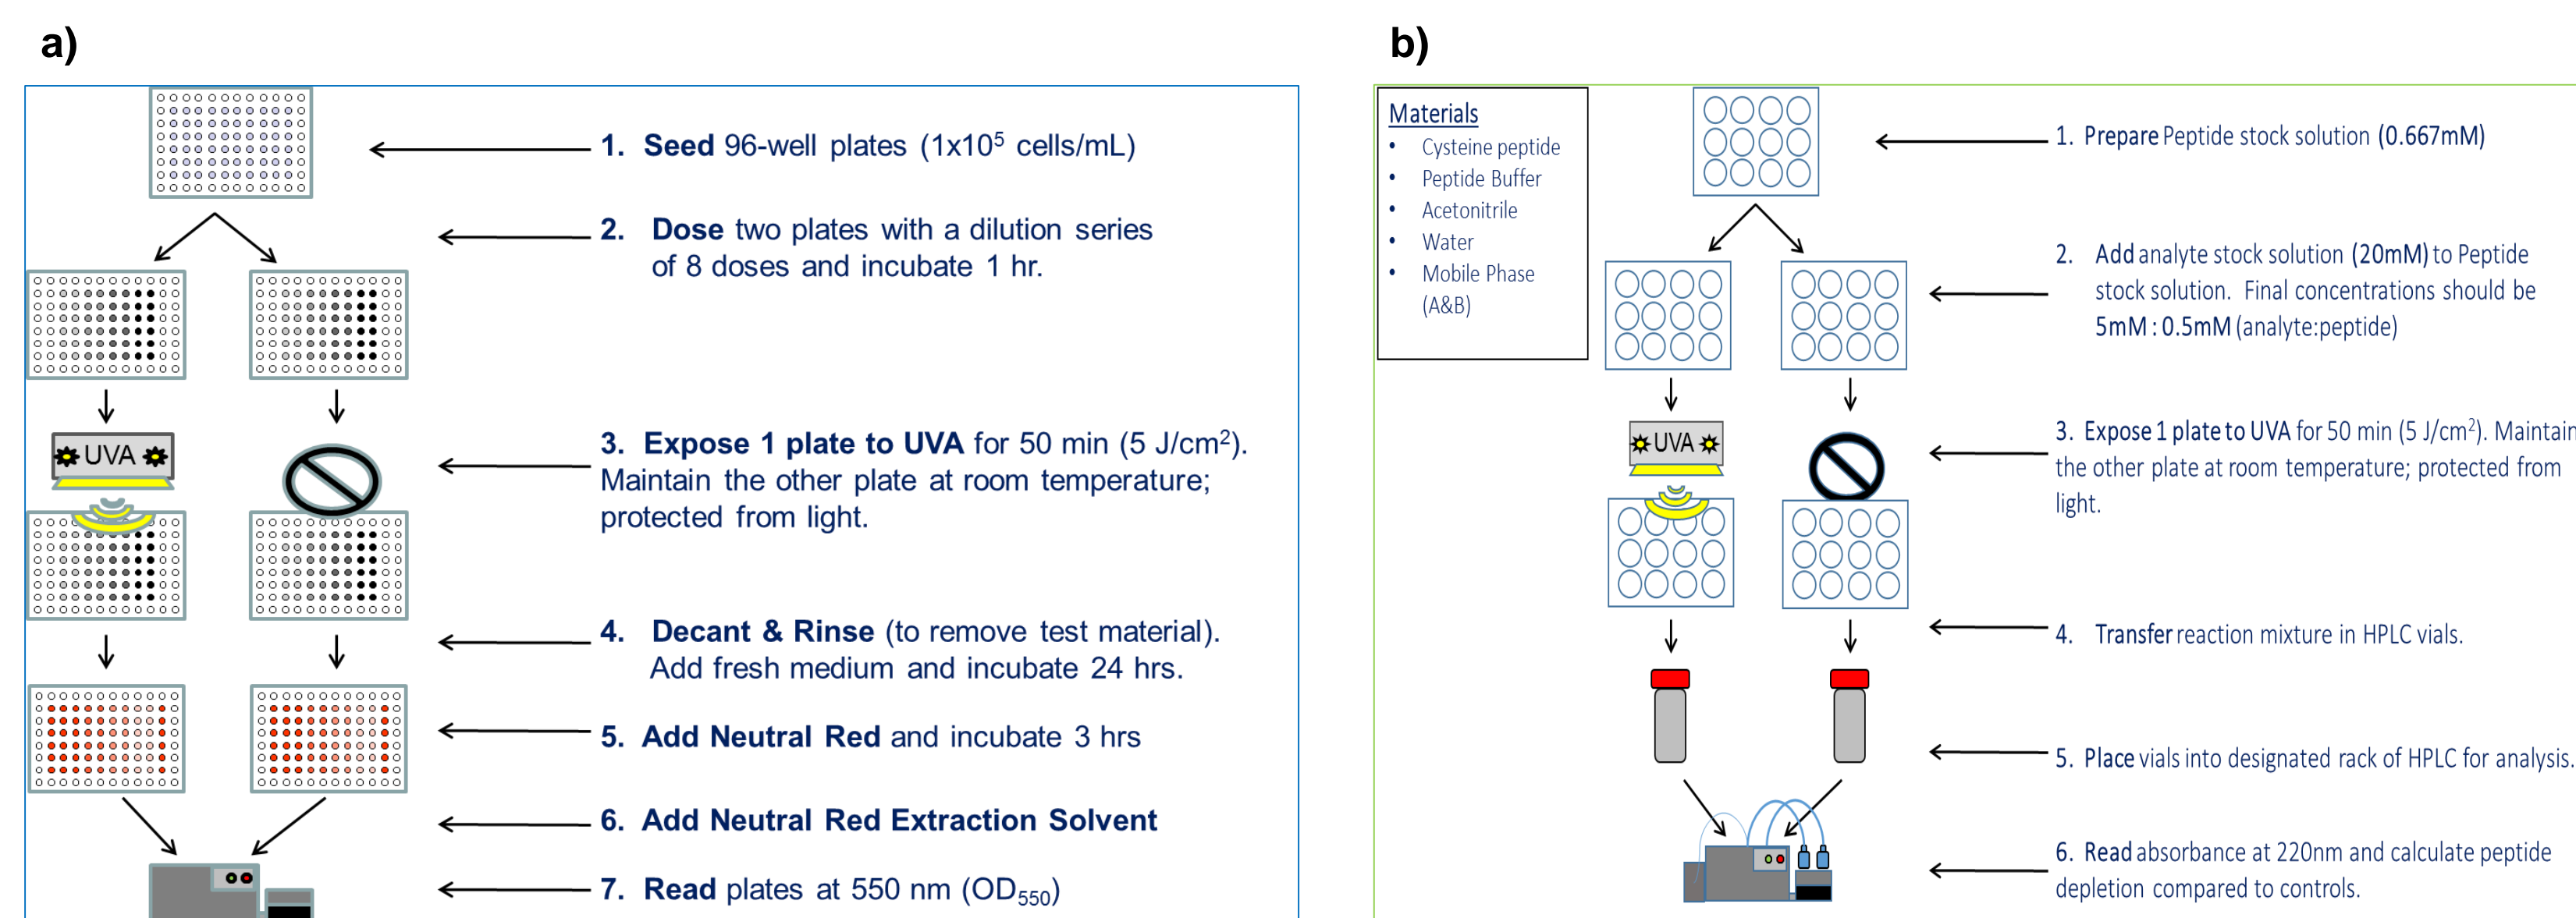 a)
1. Seed 96-well plates (1x10⁵ cells/mL)
2. Dose two plates with a dilution series
of 8 doses and incubate 1 hr.
UVA
3. Expose 1 plate to UVA for 50 min (5 J/cm²).
Maintain the other plate at room temperature;
protected from light.
4. Decant & Rinse (to remove test material).
Add fresh medium and incubate 24 hrs.
5. Add Neutral Red and incubate 3 hrs
6. Add Neutral Red Extraction Solvent
7. Read plates at 550 nm (OD₅₅₀)
b)
Materials
• Cysteine peptide
• Peptide Buffer
• Acetonitrile
• Water
• Mobile Phase
(A&B)
1. Prepare Peptide stock solution (0.667mM)
2. Add analyte stock solution (20mM) to Peptide
stock solution. Final concentrations should be
5mM : 0.5mM (analyte:peptide)
UVA
3. Expose 1 plate to UVA for 50 min (5 J/cm²). Maintain
the other plate at room temperature; protected from
light.
4. Transfer reaction mixture in HPLC vials.
5. Place vials into designated rack of HPLC for analysis.
6. Read absorbance at 220nm and calculate peptide
depletion compared to controls.